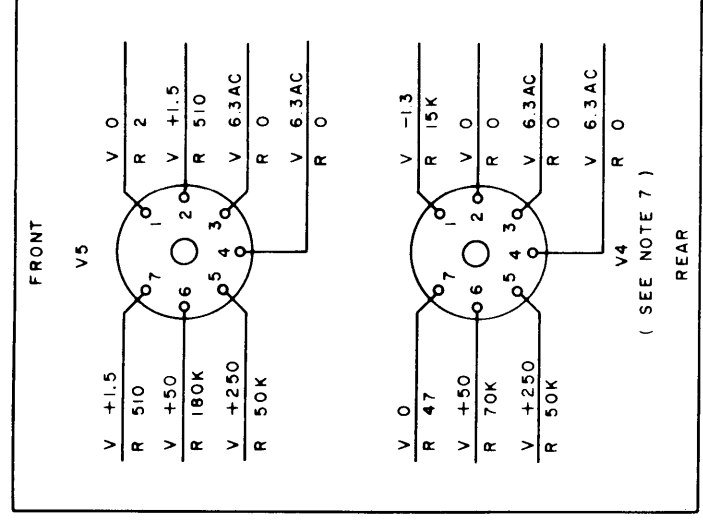 FRONT
V5
V +1.5
R 510
V +50
R 180K
V +250
R 50K
7
6
5
4
1
2
3
V 0
R 2
V +1.5
R 510
V 6.3AC
R 0
V 6.3AC
R 0
V 0
R 47
V +50
R 70K
V +250
R 50K
7
6
5
4
1
2
3
V -1.3
R 15K
V 0
R 0
V 6.3AC
R 0
V 6.3AC
R 0
V4
( SEE NOTE 7 )
REAR